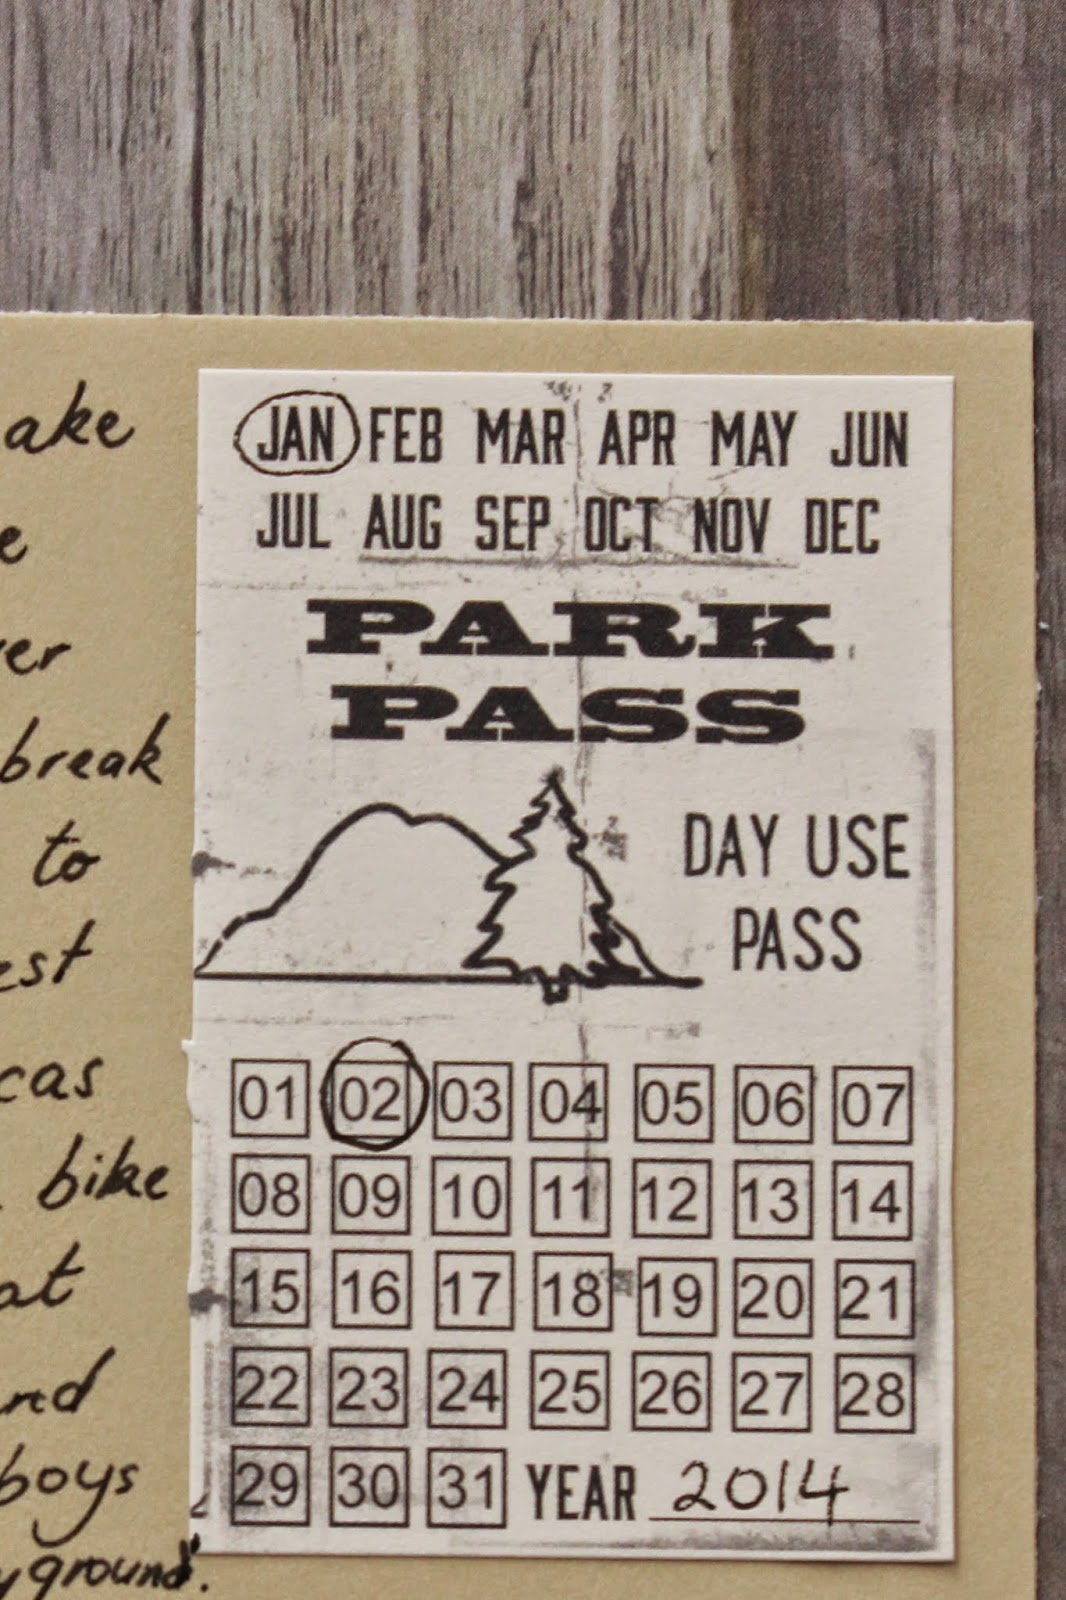 ake
e
er
break
to
est
cas
bike
at
nd
boys
yground".
JAN FEB MAR APR MAY JUN
JUL AUG SEP OCT NOV DEC
PARK
PASS
DAY USE
PASS
01 02 03 04 05 06 07
08 09 10 11 12 13 14
15 16 17 18 19 20 21
22 23 24 25 26 27 28
29 30 31 YEAR 2014